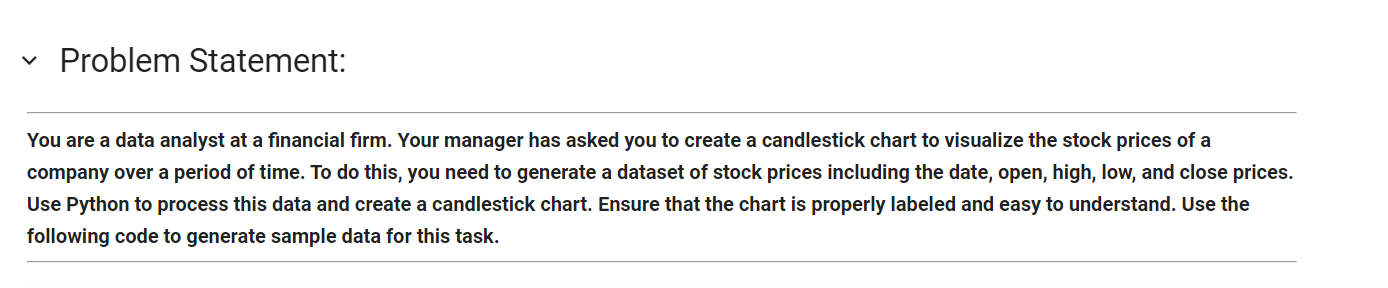 Problem Statement:
You are a data analyst at a financial firm. Your manager has asked you to create a candlestick chart to visualize the stock prices of a
company over a period of time. To do this, you need to generate a dataset of stock prices including the date, open, high, low, and close prices.
Use Python to process this data and create a candlestick chart. Ensure that the chart is properly labeled and easy to understand. Use the
following code to generate sample data for this task.